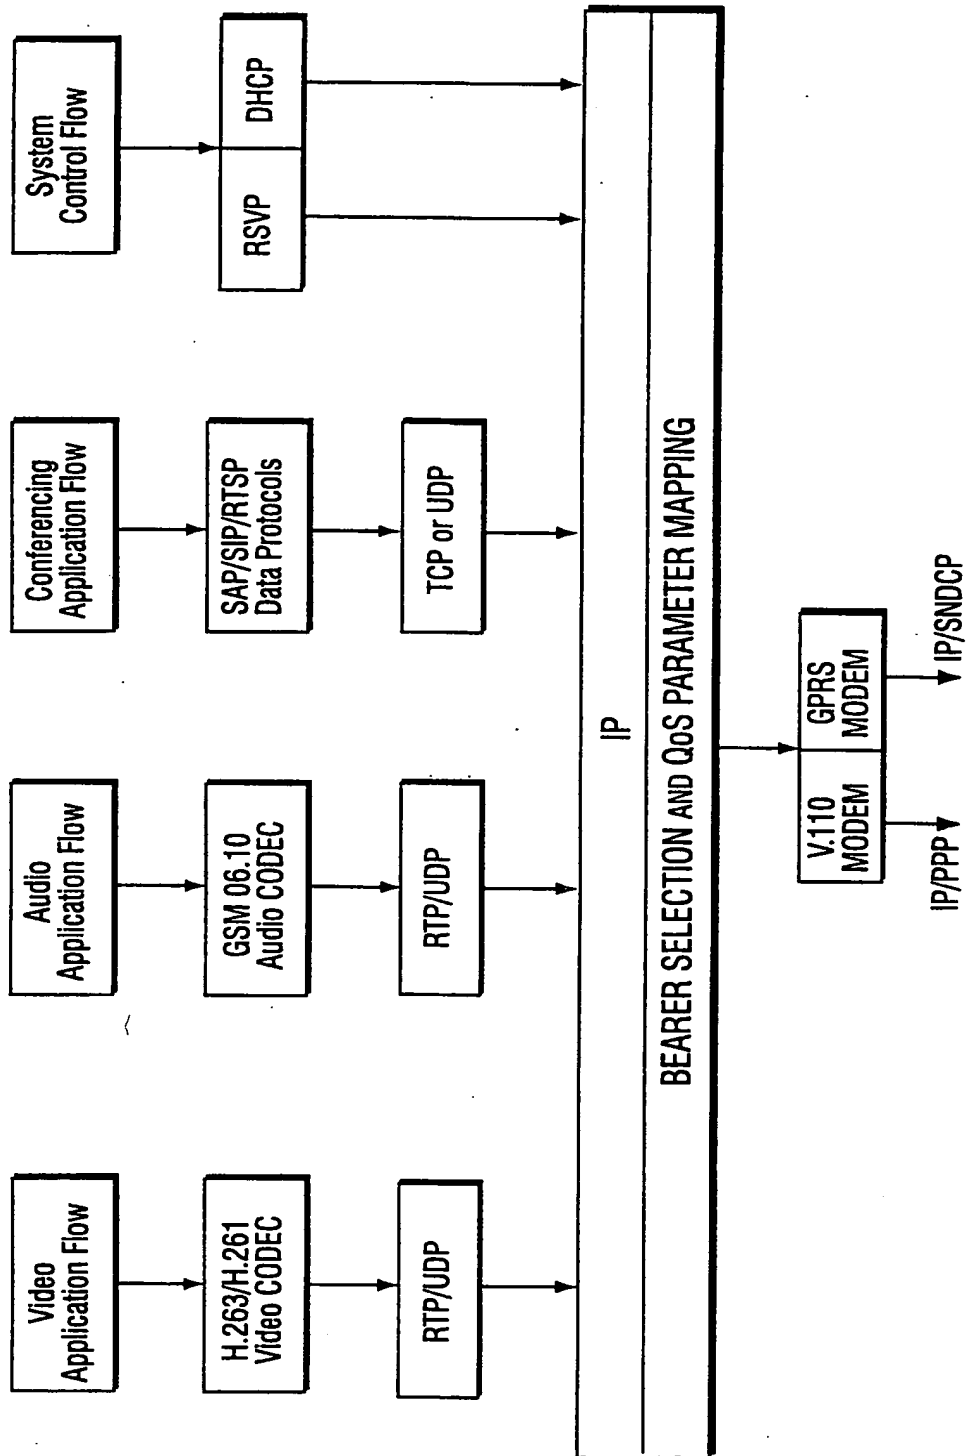 Video
Application Flow
H.263/H.261
Video CODEC
RTP/UDP
Audio
Application Flow
GSM 06.10
Audio CODEC
RTP/UDP
Conferencing
Application Flow
SAP/SIP/RTSP
Data Protocols
TCP or UDP
System
Control Flow
RSVP
DHCP
IP
BEARER SELECTION AND QoS PARAMETER MAPPING
V.110
MODEM
GPRS
MODEM
IP/PPP
IP/SNDCP